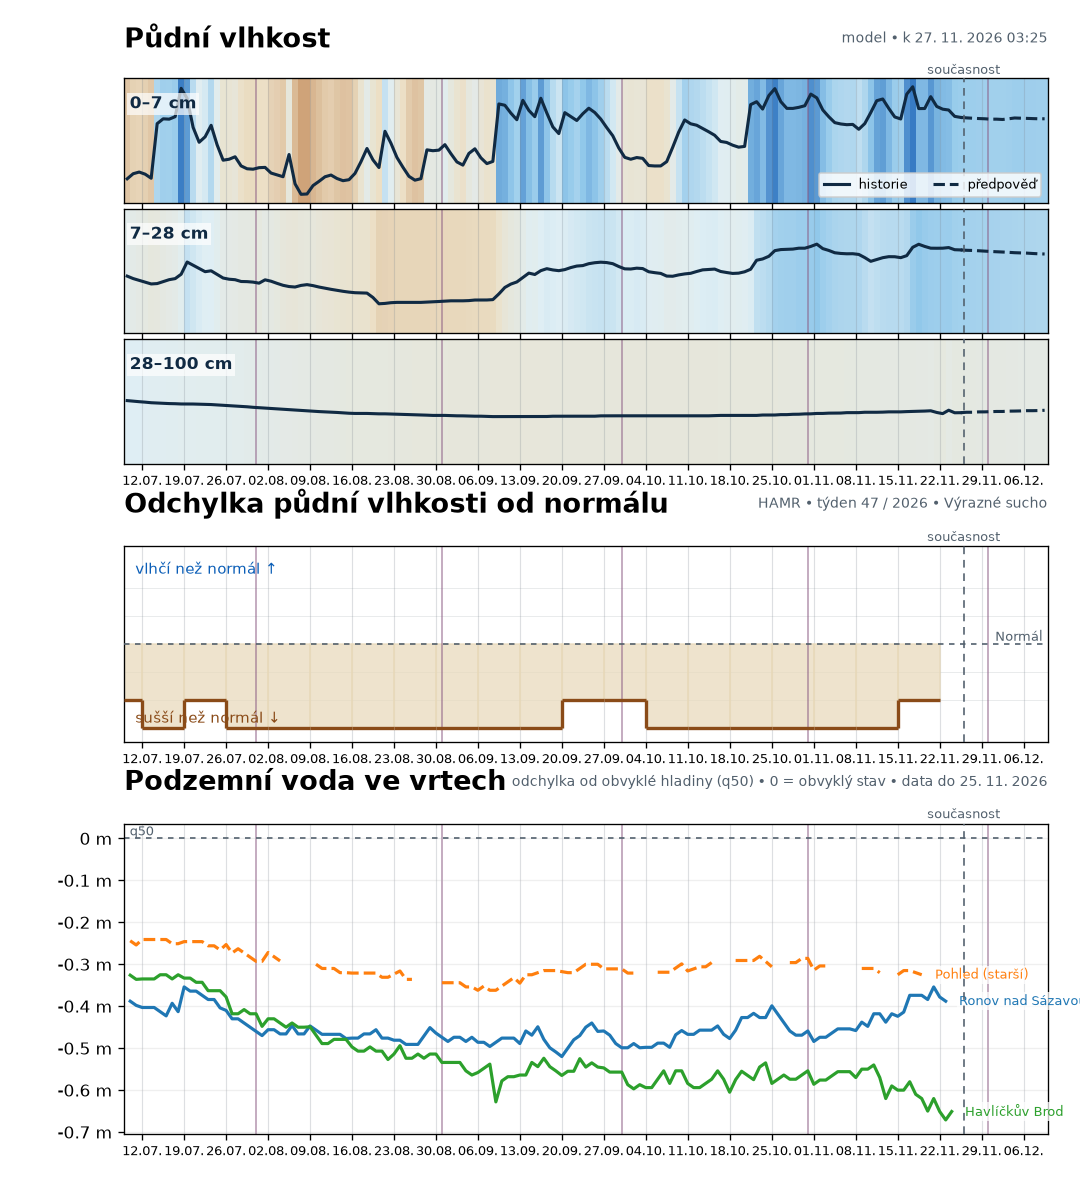 Půdní vlhkost
model • k 27. 11. 2026 03:25
současnost
0–7 cm
historie předpověď
7–28 cm
28–100 cm
12.07. 19.07. 26.07. 02.08. 09.08. 16.08. 23.08. 30.08. 06.09. 13.09. 20.09. 27.09. 04.10. 11.10. 18.10. 25.10. 01.11. 08.11. 15.11. 22.11. 29.11. 06.12.
Odchylka půdní vlhkosti od normálu
HAMR • týden 47 / 2026 • Výrazné sucho
současnost
vlhčí než normál ↑
Normál
sušší než normál ↓
12.07. 19.07. 26.07. 02.08. 09.08. 16.08. 23.08. 30.08. 06.09. 13.09. 20.09. 27.09. 04.10. 11.10. 18.10. 25.10. 01.11. 08.11. 15.11. 22.11. 29.11. 06.12.
Podzemní voda ve vrtech
odchylka od obvyklé hladiny (q50) • 0 = obvyklý stav • data do 25. 11. 2026
současnost
q50
0 m
-0.1 m
-0.2 m
-0.3 m
Pohled (starší)
-0.4 m
Ronov nad Sázavou
-0.5 m
-0.6 m
Havlíčkův Brod
-0.7 m
12.07. 19.07. 26.07. 02.08. 09.08. 16.08. 23.08. 30.08. 06.09. 13.09. 20.09. 27.09. 04.10. 11.10. 18.10. 25.10. 01.11. 08.11. 15.11. 22.11. 29.11. 06.12.